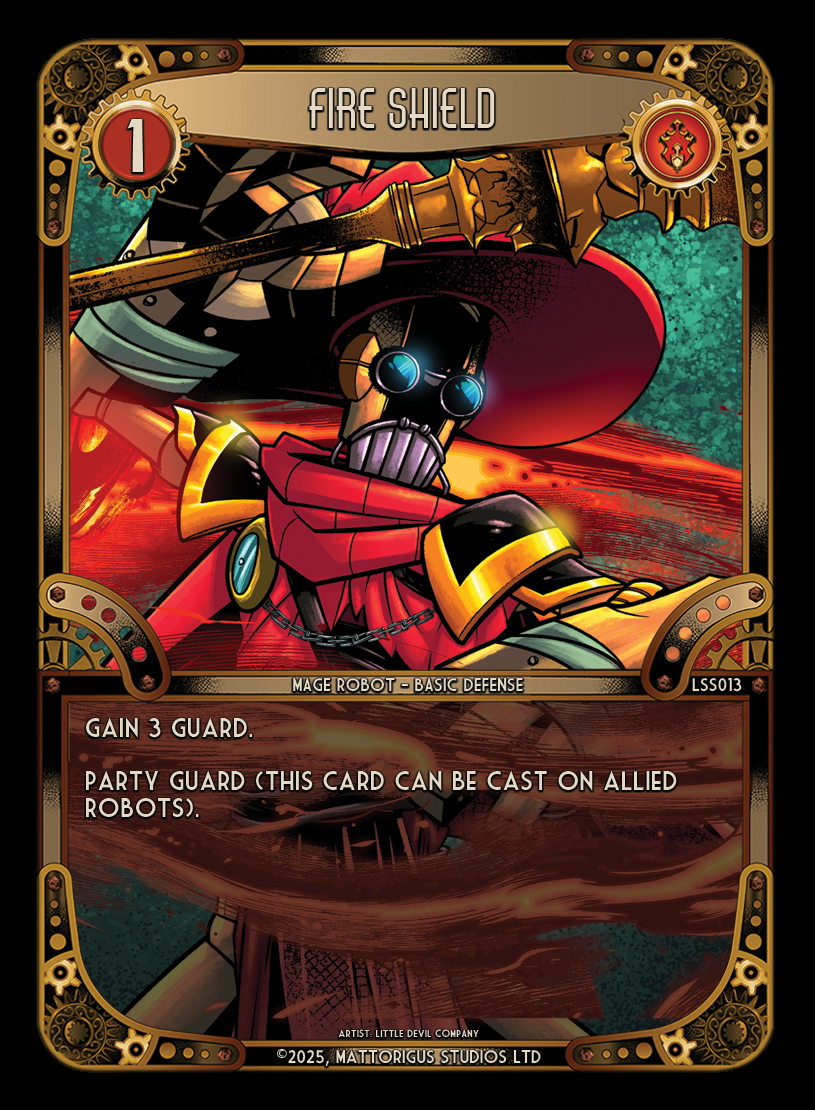 FIRE SHIELD
1
MAGE ROBOT - BASIC DEFENSE
LSS013
GAIN 3 GUARD.
PARTY GUARD (THIS CARD CAN BE CAST ON ALLIED
ROBOTS).
ARTIST: LITTLE DEVIL COMPANY
©2025, MATTORIGUS STUDIOS LTD